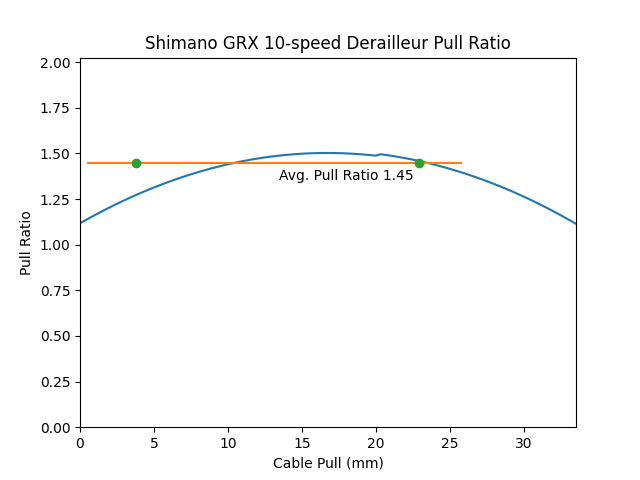 Shimano GRX 10-speed Derailleur Pull Ratio
2.00
1.75
1.50
1.25
1.00
0.75
0.50
0.25
0.00
Pull Ratio
Avg. Pull Ratio 1.45
0 5 10 15 20 25 30
Cable Pull (mm)